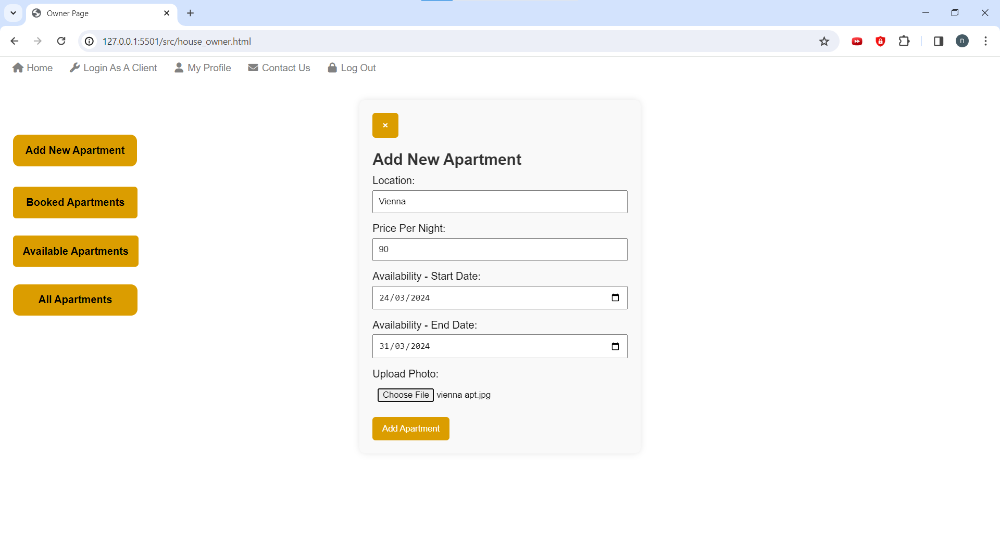 Owner Page
127.0.0.1:5501/src/house_owner.html
n
Home Login As A Client My Profile Contact Us Log Out
×
Add New Apartment
Booked Apartments
Available Apartments
All Apartments
Add New Apartment
Location:
Vienna
Price Per Night:
90
Availability - Start Date:
24/03/2024
Availability - End Date:
31/03/2024
Upload Photo:
Choose File vienna apt.jpg
Add Apartment